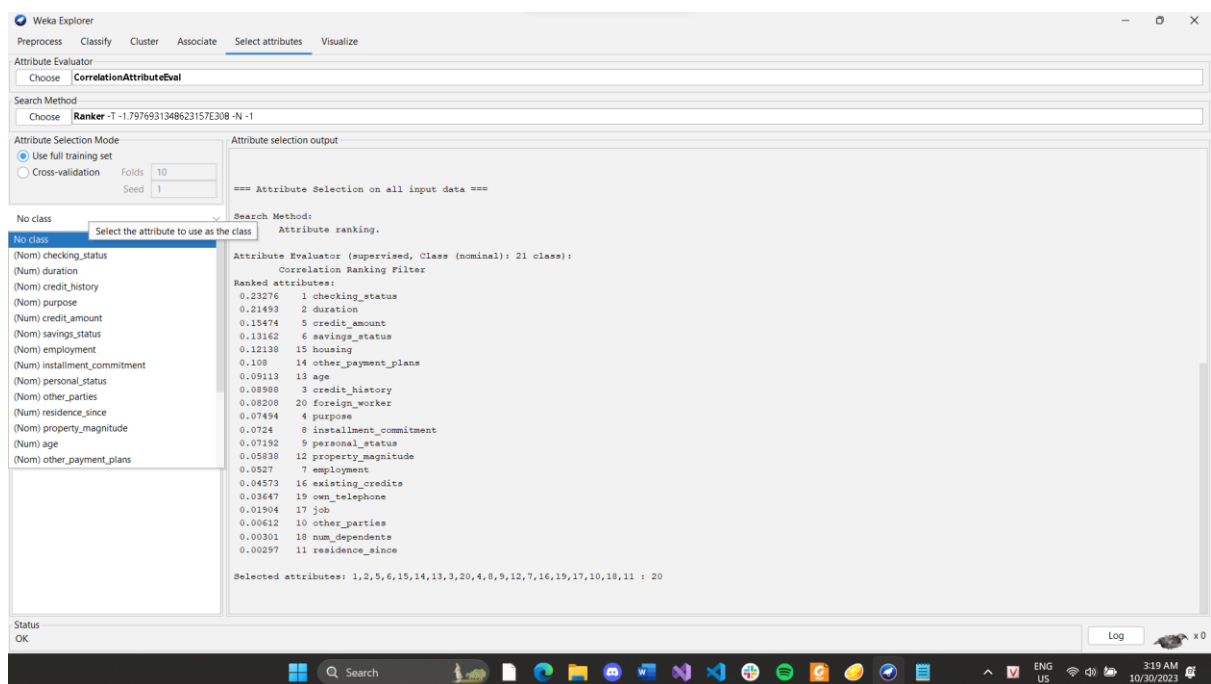 Weka Explorer
Preprocess Classify Cluster Associate Select attributes Visualize
Attribute Evaluator
Choose CorrelationAttributeEval
Search Method
Choose Ranker -T -1.7976931348623157E308 -N -1
Attribute Selection Mode
Use full training set
Cross-validation Folds 10
Seed 1
No class
Select the attribute to use as the class
No class
(Nom) checking_status
(Num) duration
(Nom) credit_history
(Nom) purpose
(Num) credit_amount
(Nom) savings_status
(Nom) employment
(Num) installment_commitment
(Nom) personal_status
(Nom) other_parties
(Num) residence_since
(Nom) property_magnitude
(Num) age
(Nom) other_payment_plans
Attribute selection output
=== Attribute Selection on all input data ===
Search Method:
Attribute ranking.
Attribute Evaluator (supervised, Class (nominal): 21 class):
Correlation Ranking Filter
Ranked attributes:
0.23276 1 checking_status
0.21493 2 duration
0.15474 5 credit_amount
0.13162 6 savings_status
0.12138 15 housing
0.108 14 other_payment_plans
0.09113 13 age
0.08988 3 credit_history
0.08208 20 foreign_worker
0.07494 4 purpose
0.0724 8 installment_commitment
0.07192 9 personal_status
0.05838 12 property_magnitude
0.0527 7 employment
0.04573 16 existing_credits
0.03647 19 own_telephone
0.01904 17 job
0.00612 10 other_parties
0.00301 18 num_dependents
0.00297 11 residence_since
Selected attributes: 1,2,5,6,15,14,13,3,20,4,8,9,12,7,16,19,17,10,18,11 : 20
Status
OK
Log x 0
Search
ENG
US
3:19 AM
10/30/2023